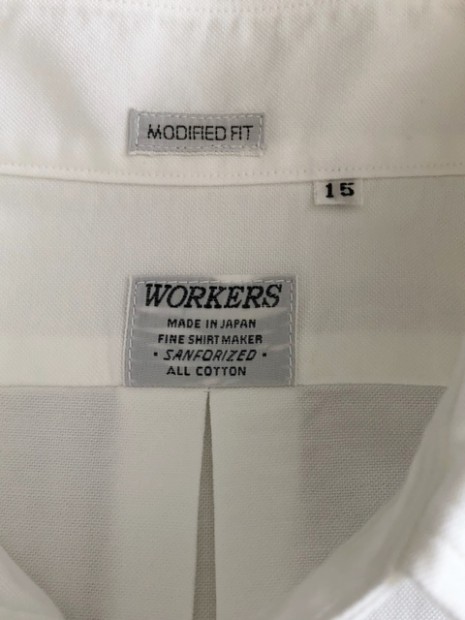 MODIFIED FIT
15
WORKERS
MADE IN JAPAN
FINE SHIRT MAKER
• SANFORIZED •
ALL COTTON